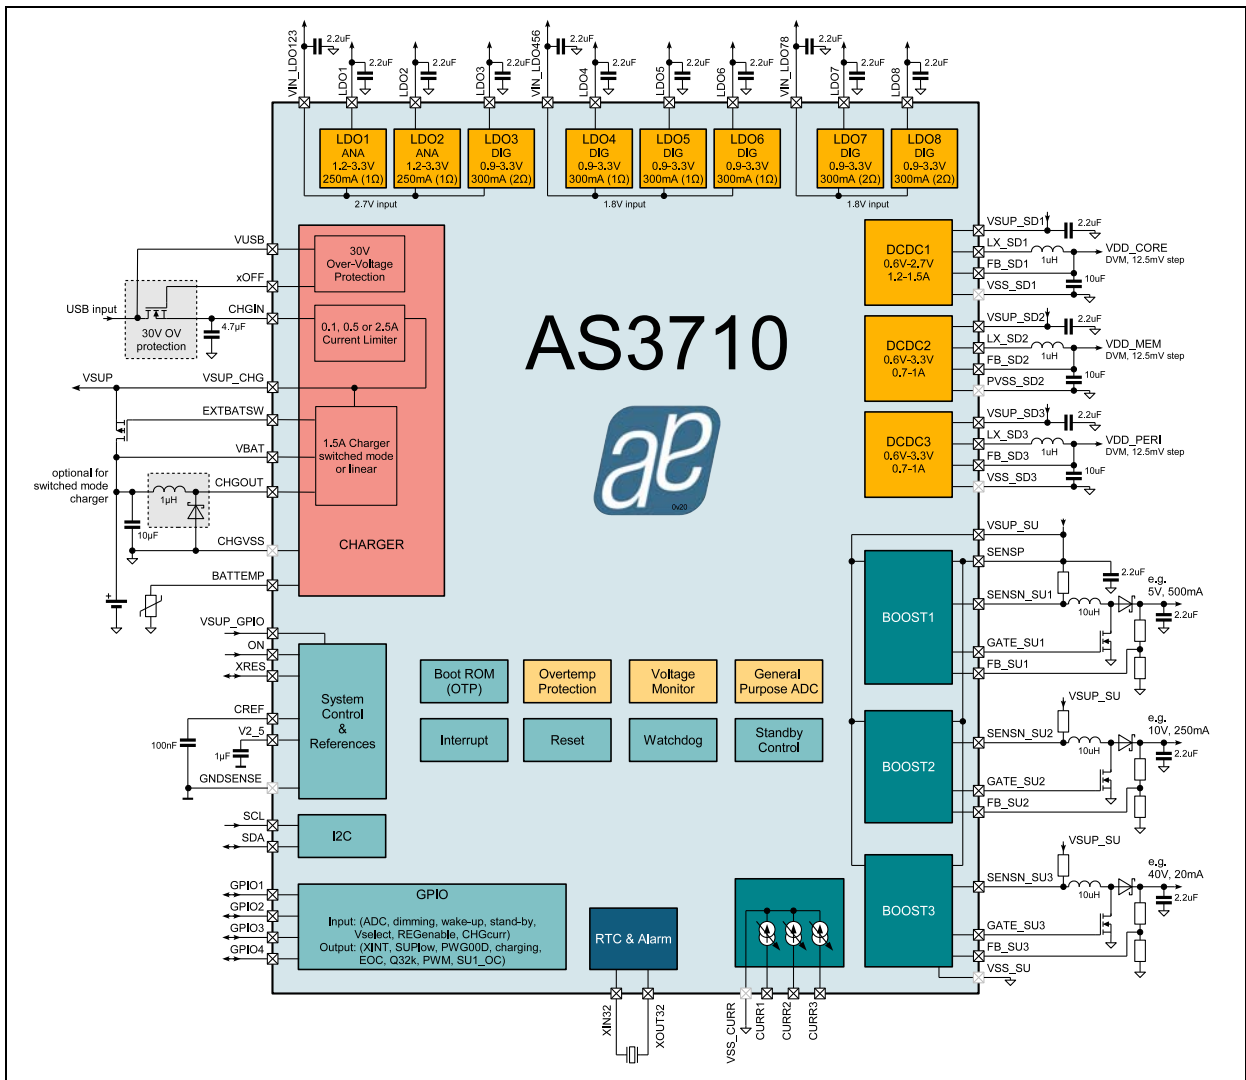 VIN_LDO123
2.2uF
LDO1
2.2uF
LDO2
2.2uF
LDO3
2.2uF
VIN_LDO456
2.2uF
LDO4
2.2uF
LDO5
2.2uF
LDO6
2.2uF
VIN_LDO78
2.2uF
LDO7
2.2uF
LDO8
2.2uF
LDO1
ANA
1.2-3.3V
250mA (1Ω)
LDO2
ANA
1.2-3.3V
250mA (1Ω)
LDO3
DIG
0.9-3.3V
300mA (2Ω)
LDO4
DIG
0.9-3.3V
300mA (1Ω)
LDO5
DIG
0.9-3.3V
300mA (1Ω)
LDO6
DIG
0.9-3.3V
300mA (1Ω)
LDO7
DIG
0.9-3.3V
300mA (2Ω)
LDO8
DIG
0.9-3.3V
300mA (2Ω)
2.7V input
1.8V input
1.8V input
VUSB
xOFF
USB input
CHGIN
30V OV
protection
4.7µF
VSUP
VSUP_CHG
EXTBATSW
VBAT
optional for
switched mode
charger
CHGOUT
1µH
10µF
CHGVSS
BATTEMP
+
30V
Over-Voltage
Protection
0.1, 0.5 or 2.5A
Current Limiter
1.5A Charger
switched mode
or linear
CHARGER
AS3710
ae
0v20
DCDC1
0.6V-2.7V
1.2-1.5A
VSUP_SD1
2.2uF
LX_SD1
1uH
VDD_CORE
DVM, 12.5mV step
FB_SD1
10uF
VSS_SD1
DCDC2
0.6V-3.3V
0.7-1A
VSUP_SD2
2.2uF
LX_SD2
1uH
VDD_MEM
DVM, 12.5mV step
FB_SD2
10uF
PVSS_SD2
DCDC3
0.6V-3.3V
0.7-1A
VSUP_SD3
2.2uF
LX_SD3
1uH
VDD_PERI
DVM, 12.5mV step
FB_SD3
10uF
VSS_SD3
VSUP_SU
SENSP
2.2uF
BOOST1
SENSN_SU1
10uH
e.g.
5V, 500mA
2.2uF
GATE_SU1
FB_SU1
VSUP_SU
BOOST2
SENSN_SU2
10uH
e.g.
10V, 250mA
2.2uF
GATE_SU2
FB_SU2
VSUP_SU
BOOST3
SENSN_SU3
10uH
e.g.
40V, 20mA
2.2uF
GATE_SU3
FB_SU3
VSS_SU
VSUP_GPIO
ON
XRES
CREF
100nF
V2_5
1µF
GNDSENSE
System
Control
&
References
Boot ROM
(OTP)
Overtemp
Protection
Voltage
Monitor
General
Purpose ADC
Interrupt
Reset
Watchdog
Standby
Control
SCL
SDA
I2C
GPIO1
GPIO2
GPIO3
GPIO4
GPIO
Input: (ADC, dimming, wake-up, stand-by,
Vselect, REGenable, CHGcurr)
Output: (XINT, SUPlow, PWG00D, charging,
EOC, Q32k, PWM, SU1_OC)
RTC & Alarm
XIN32
XOUT32
VSS_CURR
CURR1
CURR2
CURR3